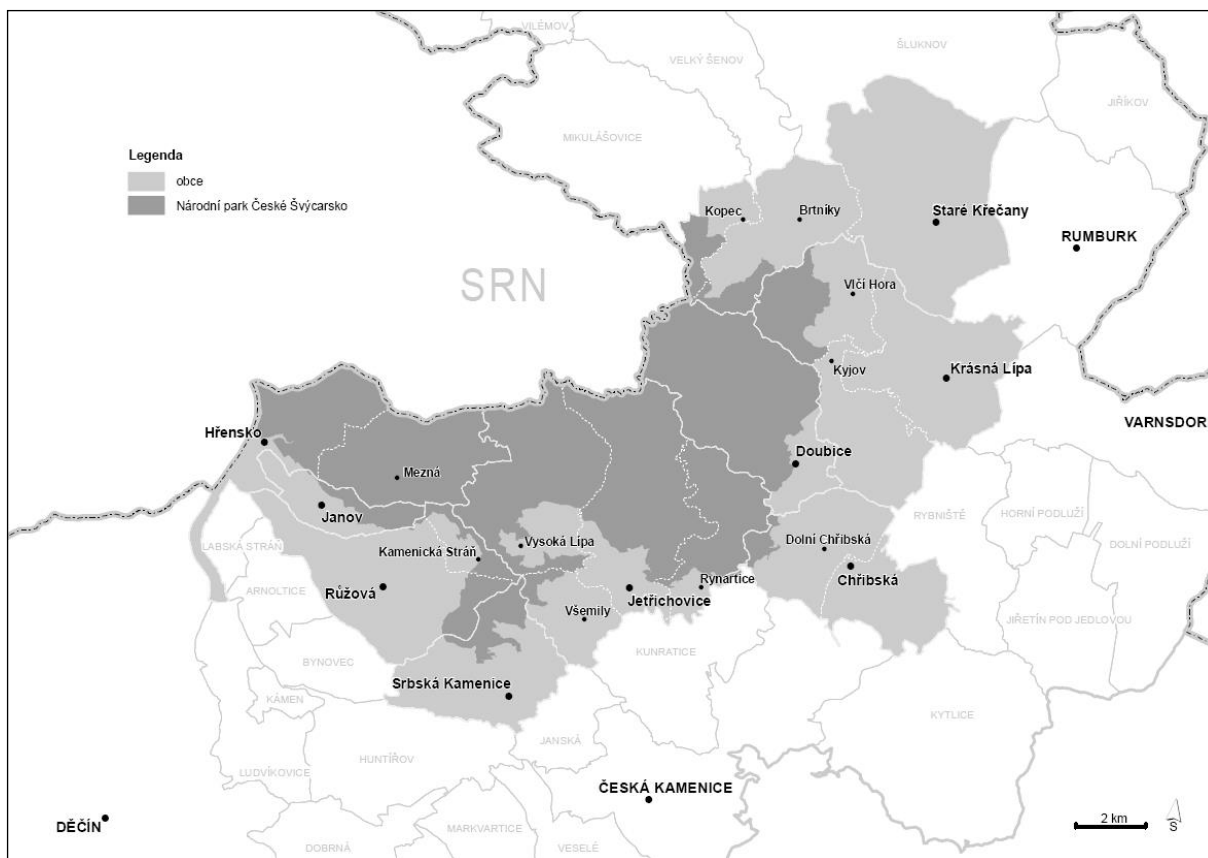 VILÉMOV
ŠLUKNOV
VELKÝ ŠENOV
JIŘÍKOV
MIKULÁŠOVICE
Legenda
obce
Národní park České Švýcarsko
Kopec
Brtníky
Staré Křečany
RUMBURK
SRN
Vlčí Hora
Kyjov
Krásná Lípa
VARNSDOR
Hřensko
Mezná
Doubice
Janov
RYBNIŠTĚ
HORNÍ PODLUŽÍ
DOLNÍ PODLUŽÍ
LABSKÁ STRÁŇ
Kamenická Stráň
Vysoká Lípa
Dolní Chřibská
Chřibská
ARNOLTICE
Růžová
Jetřichovice
Rynartice
Všemily
JIŘETÍN POD JEDLOVOU
BYNOVEC
KUNRATICE
Srbská Kamenice
KÁMEN
KYTLICE
JANSKÁ
LUDVÍKOVICE
HUNTÍŘOV
ČESKÁ KAMENICE
DĚČÍN
MARKVARTICE
DOBRNÁ
VESELÉ
2 km
S